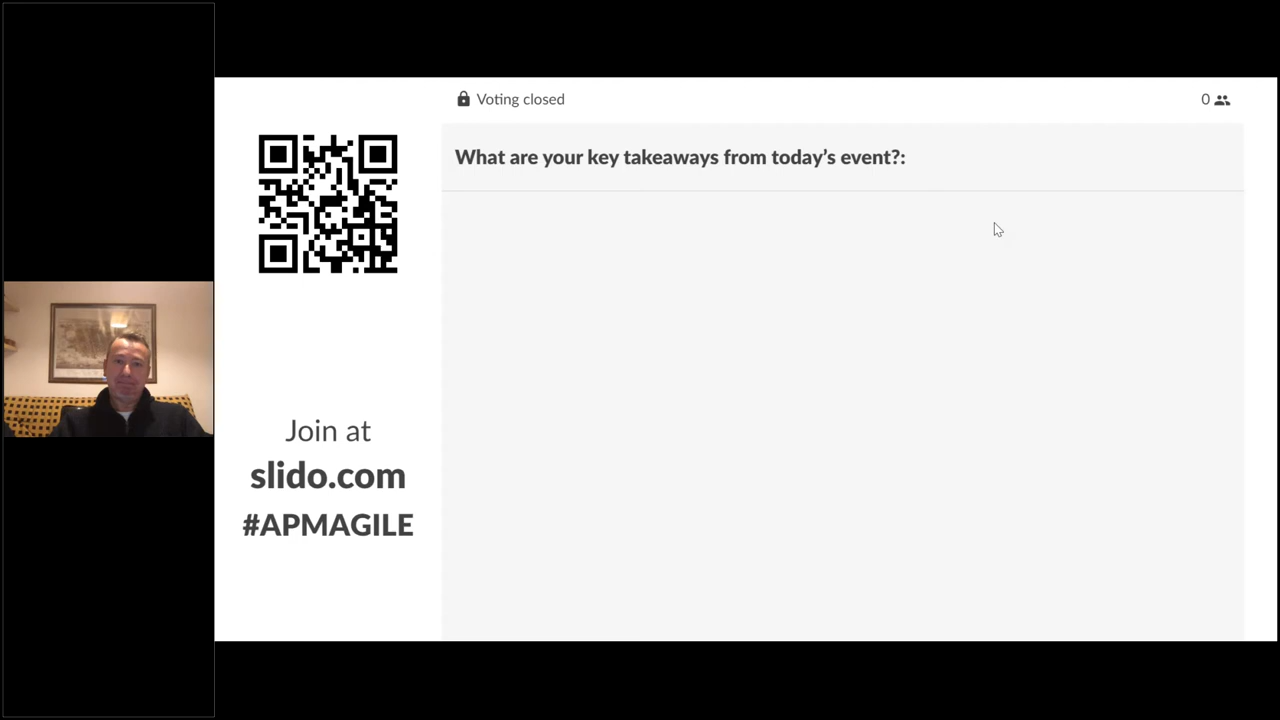 Voting closed
0
What are your key takeaways from today’s event?:
Join at
slido.com
#APMAGILE